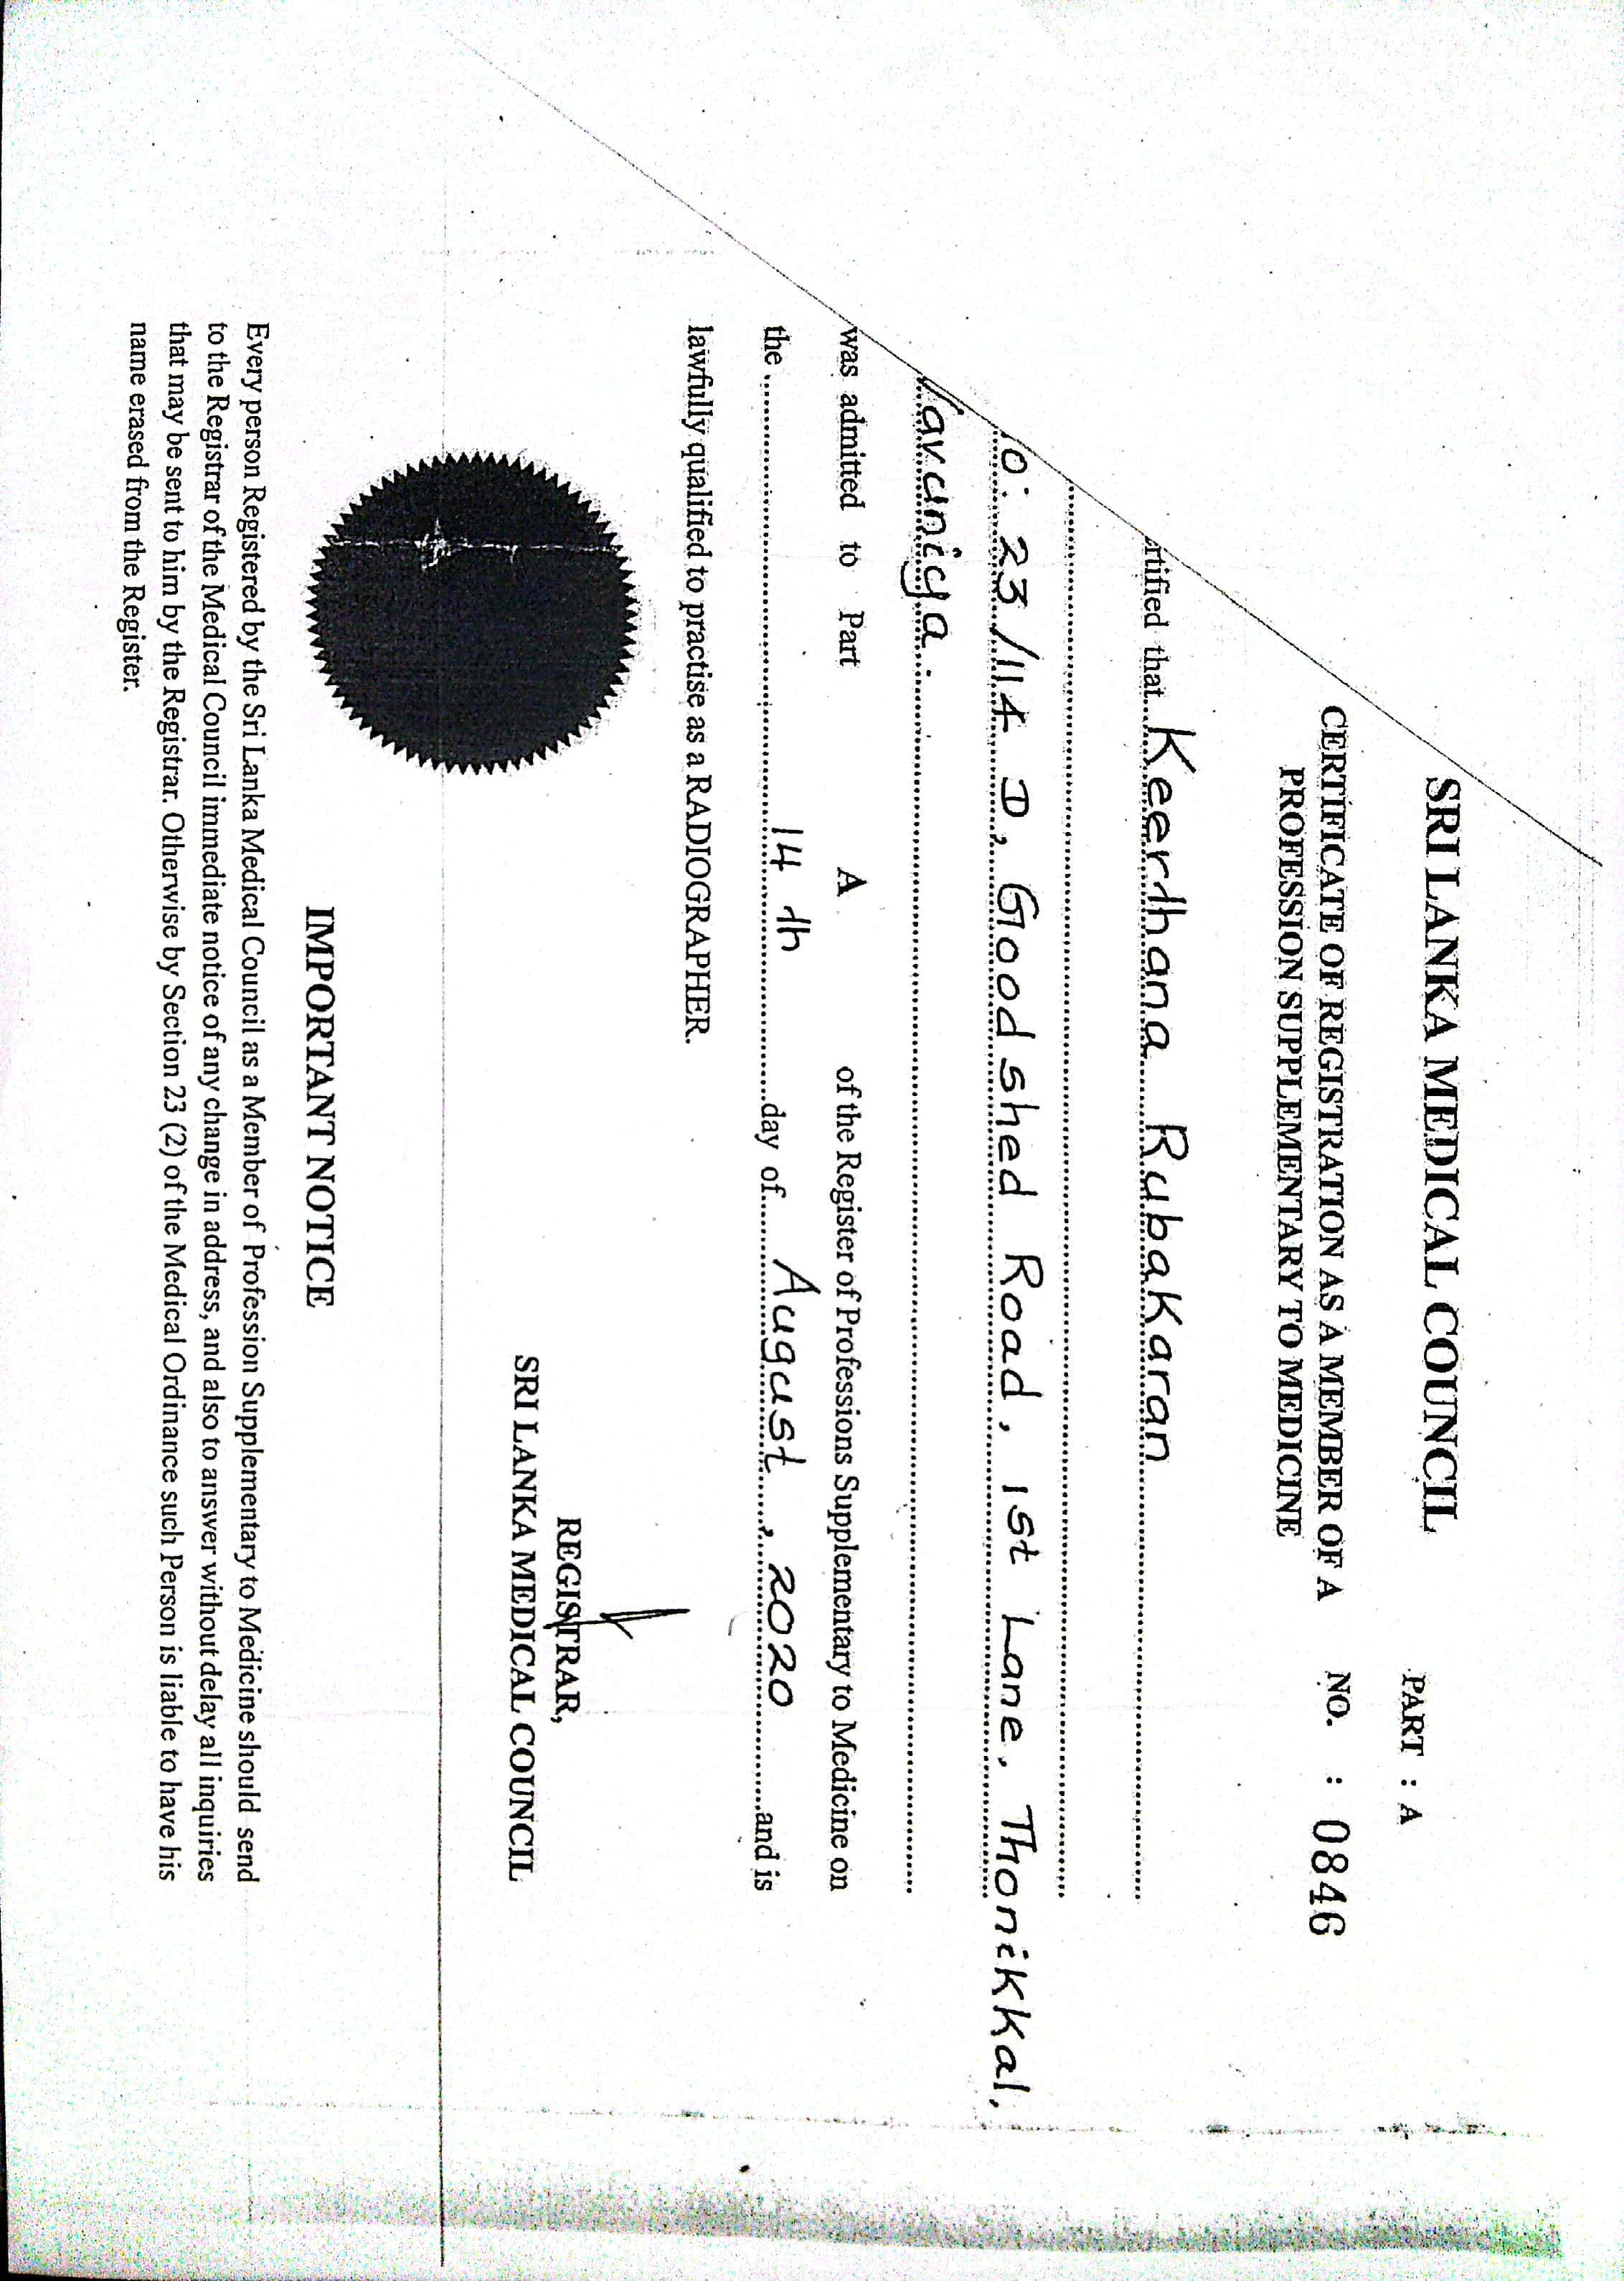 SRI LANKA MEDICAL COUNCIL
PART : A
CERTIFICATE OF REGISTRATION AS A MEMBER OF A
PROFESSION SUPPLEMENTARY TO MEDICINE
NO. : 0846
rtified that Keerthana Rubakaran
o: 23/114 D, Goodshed Road, 1st Lane, Thonikkal,
Vavuniya.
was admitted to Part A of the Register of Professions Supplementary to Medicine on
the 14 th day of August, 2020 and is
lawfully qualified to practise as a RADIOGRAPHER.
REGISTRAR,
SRI LANKA MEDICAL COUNCIL
IMPORTANT NOTICE
Every person Registered by the Sri Lanka Medical Council as a Member of Profession Supplementary to Medicine should send
to the Registrar of the Medical Council immediate notice of any change in address, and also to answer without delay all inquiries
that may be sent to him by the Registrar. Otherwise by Section 23 (2) of the Medical Ordinance such Person is liable to have his
name erased from the Register.